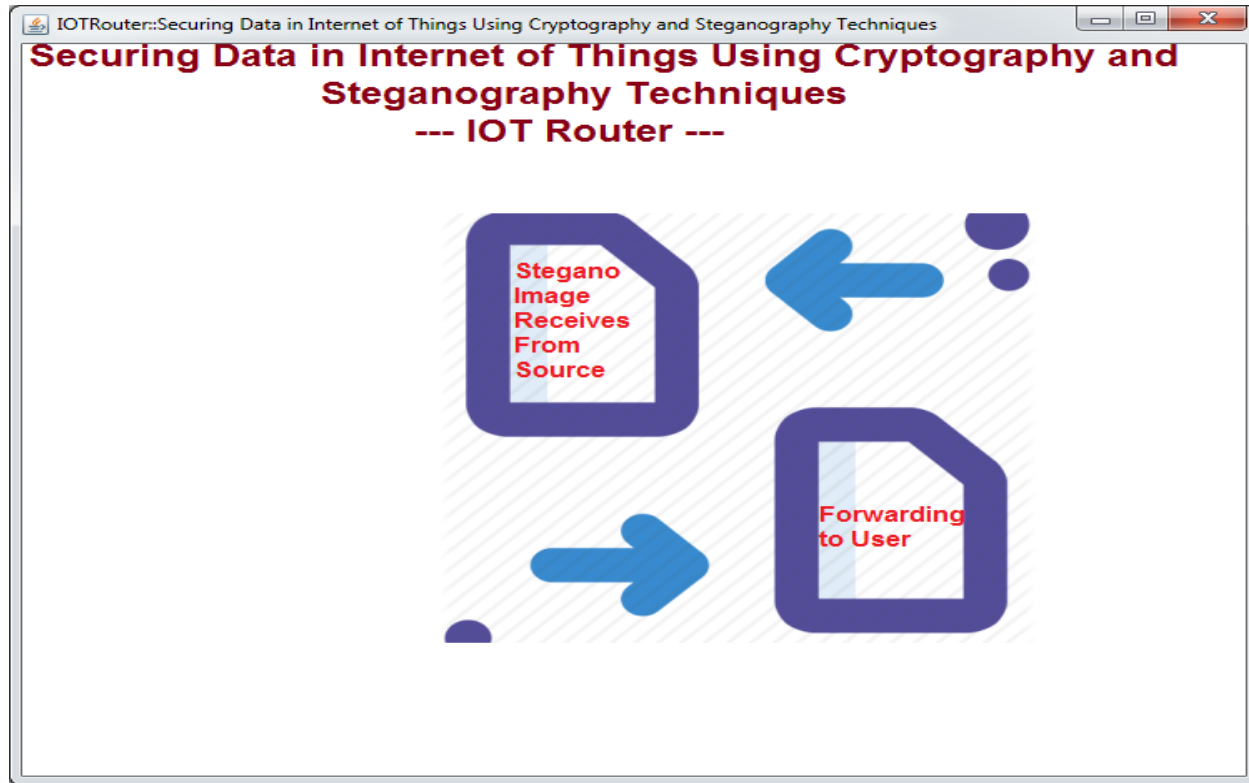 IOTRouter::Securing Data in Internet of Things Using Cryptography and Steganography Techniques
Securing Data in Internet of Things Using Cryptography and
Steganography Techniques
--- IOT Router ---
Stegano
Image
Receives
From
Source
Forwarding
to User